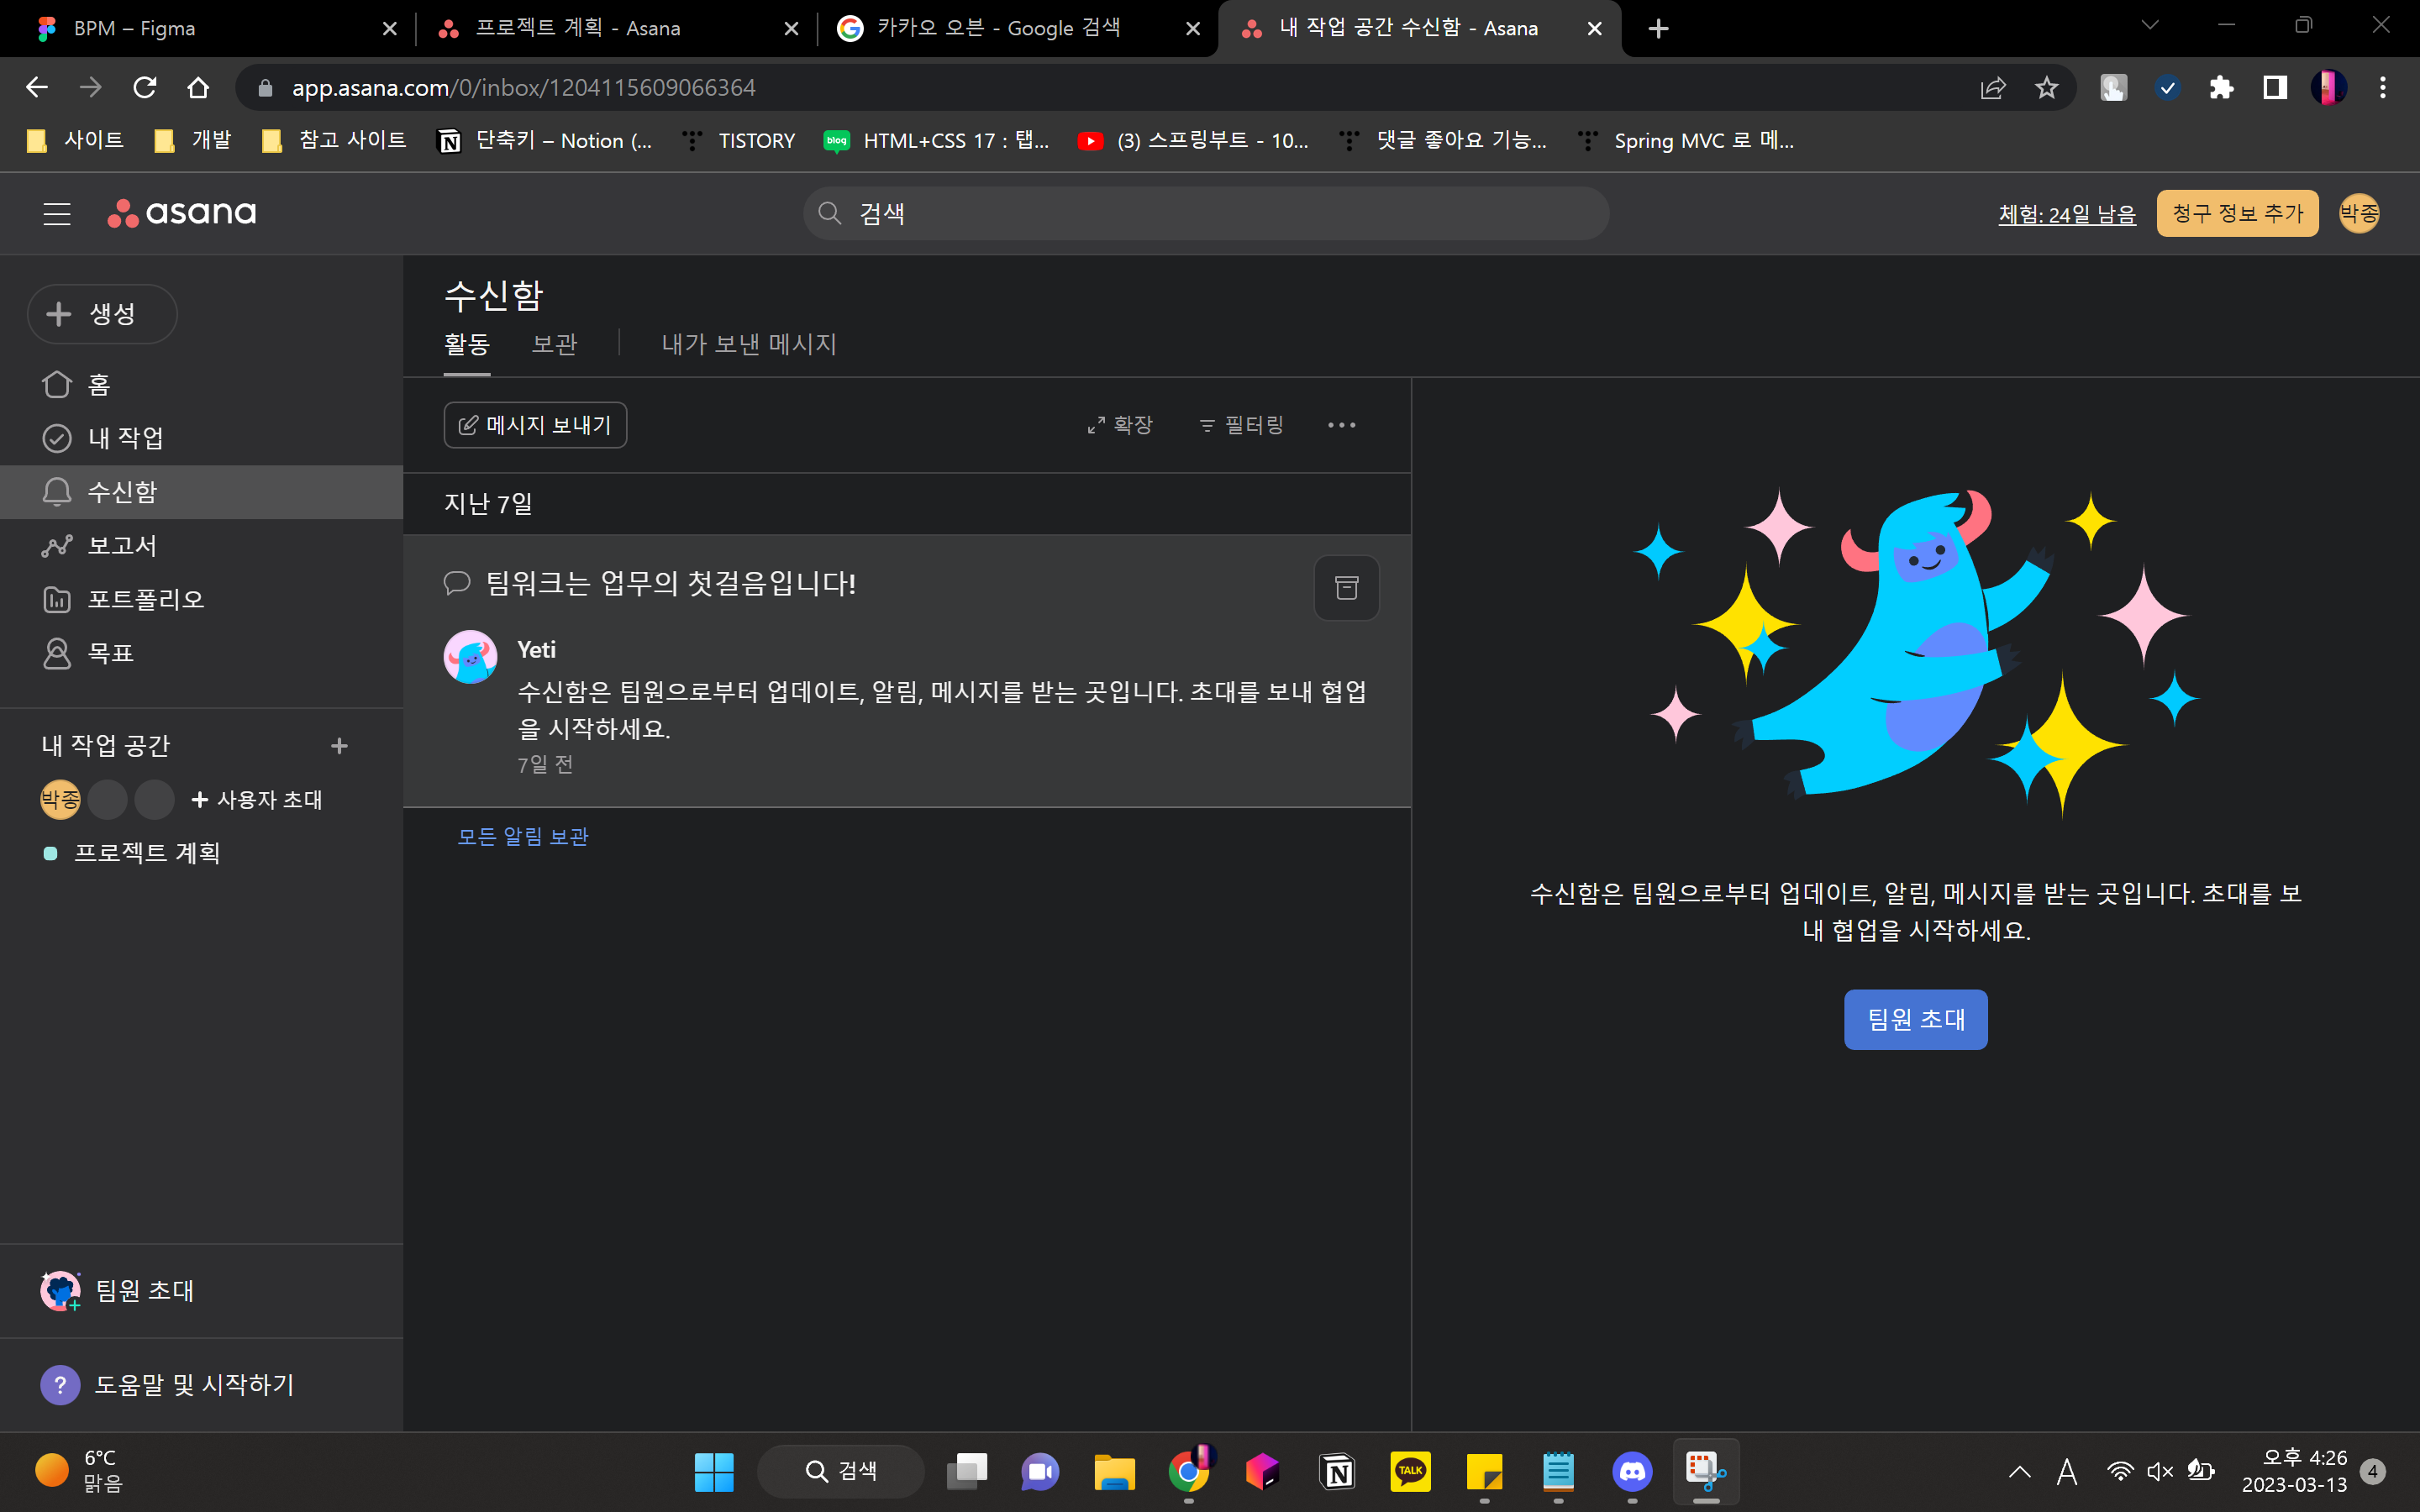 BPM – Figma
프로젝트 계획 - Asana
카카오 오븐 - Google 검색
내 작업 공간 수신함 - Asana
app.asana.com/0/inbox/1204115609066364
사이트
개발
참고 사이트
단축키 – Notion (...
TISTORY
HTML+CSS 17 : 탭...
(3) 스프링부트 - 10...
댓글 좋아요 기능...
Spring MVC 로 메...
asana
검색
체험: 24일 남음
청구 정보 추가
박종
생성
홈
내 작업
수신함
보고서
포트폴리오
목표
내 작업 공간
박종
사용자 초대
프로젝트 계획
팀원 초대
? 도움말 및 시작하기
수신함
활동
보관
내가 보낸 메시지
메시지 보내기
확장
필터링
지난 7일
팀워크는 업무의 첫걸음입니다!
Yeti
수신함은 팀원으로부터 업데이트, 알림, 메시지를 받는 곳입니다. 초대를 보내 협업
을 시작하세요.
7일 전
모든 알림 보관
수신함은 팀원으로부터 업데이트, 알림, 메시지를 받는 곳입니다. 초대를 보
내 협업을 시작하세요.
팀원 초대
6°C
맑음
검색
TALK
A
오후 4:26
2023-03-13
4